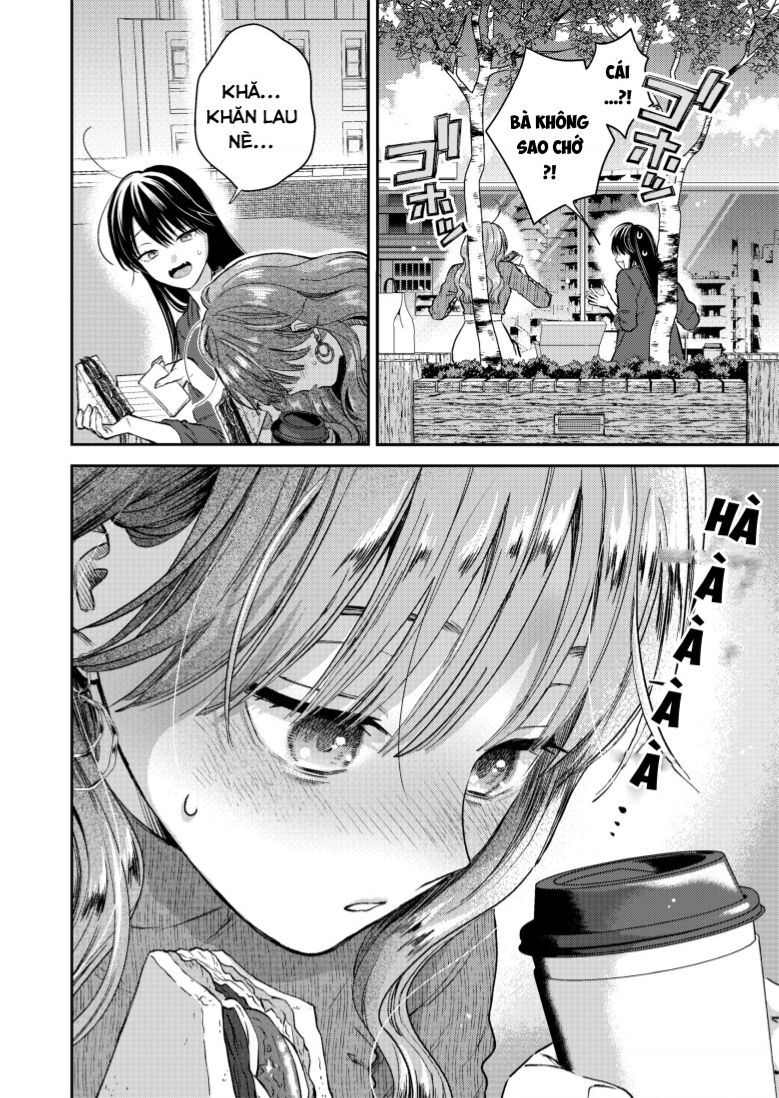 CÁI
...?!
BÀ KHÔNG
SAO CHỚ
?!
ゴホッ
ゴホッ
KHĂ...
KHĂN LAU
NÈ...
HÀ
À
À
À
À
À
...